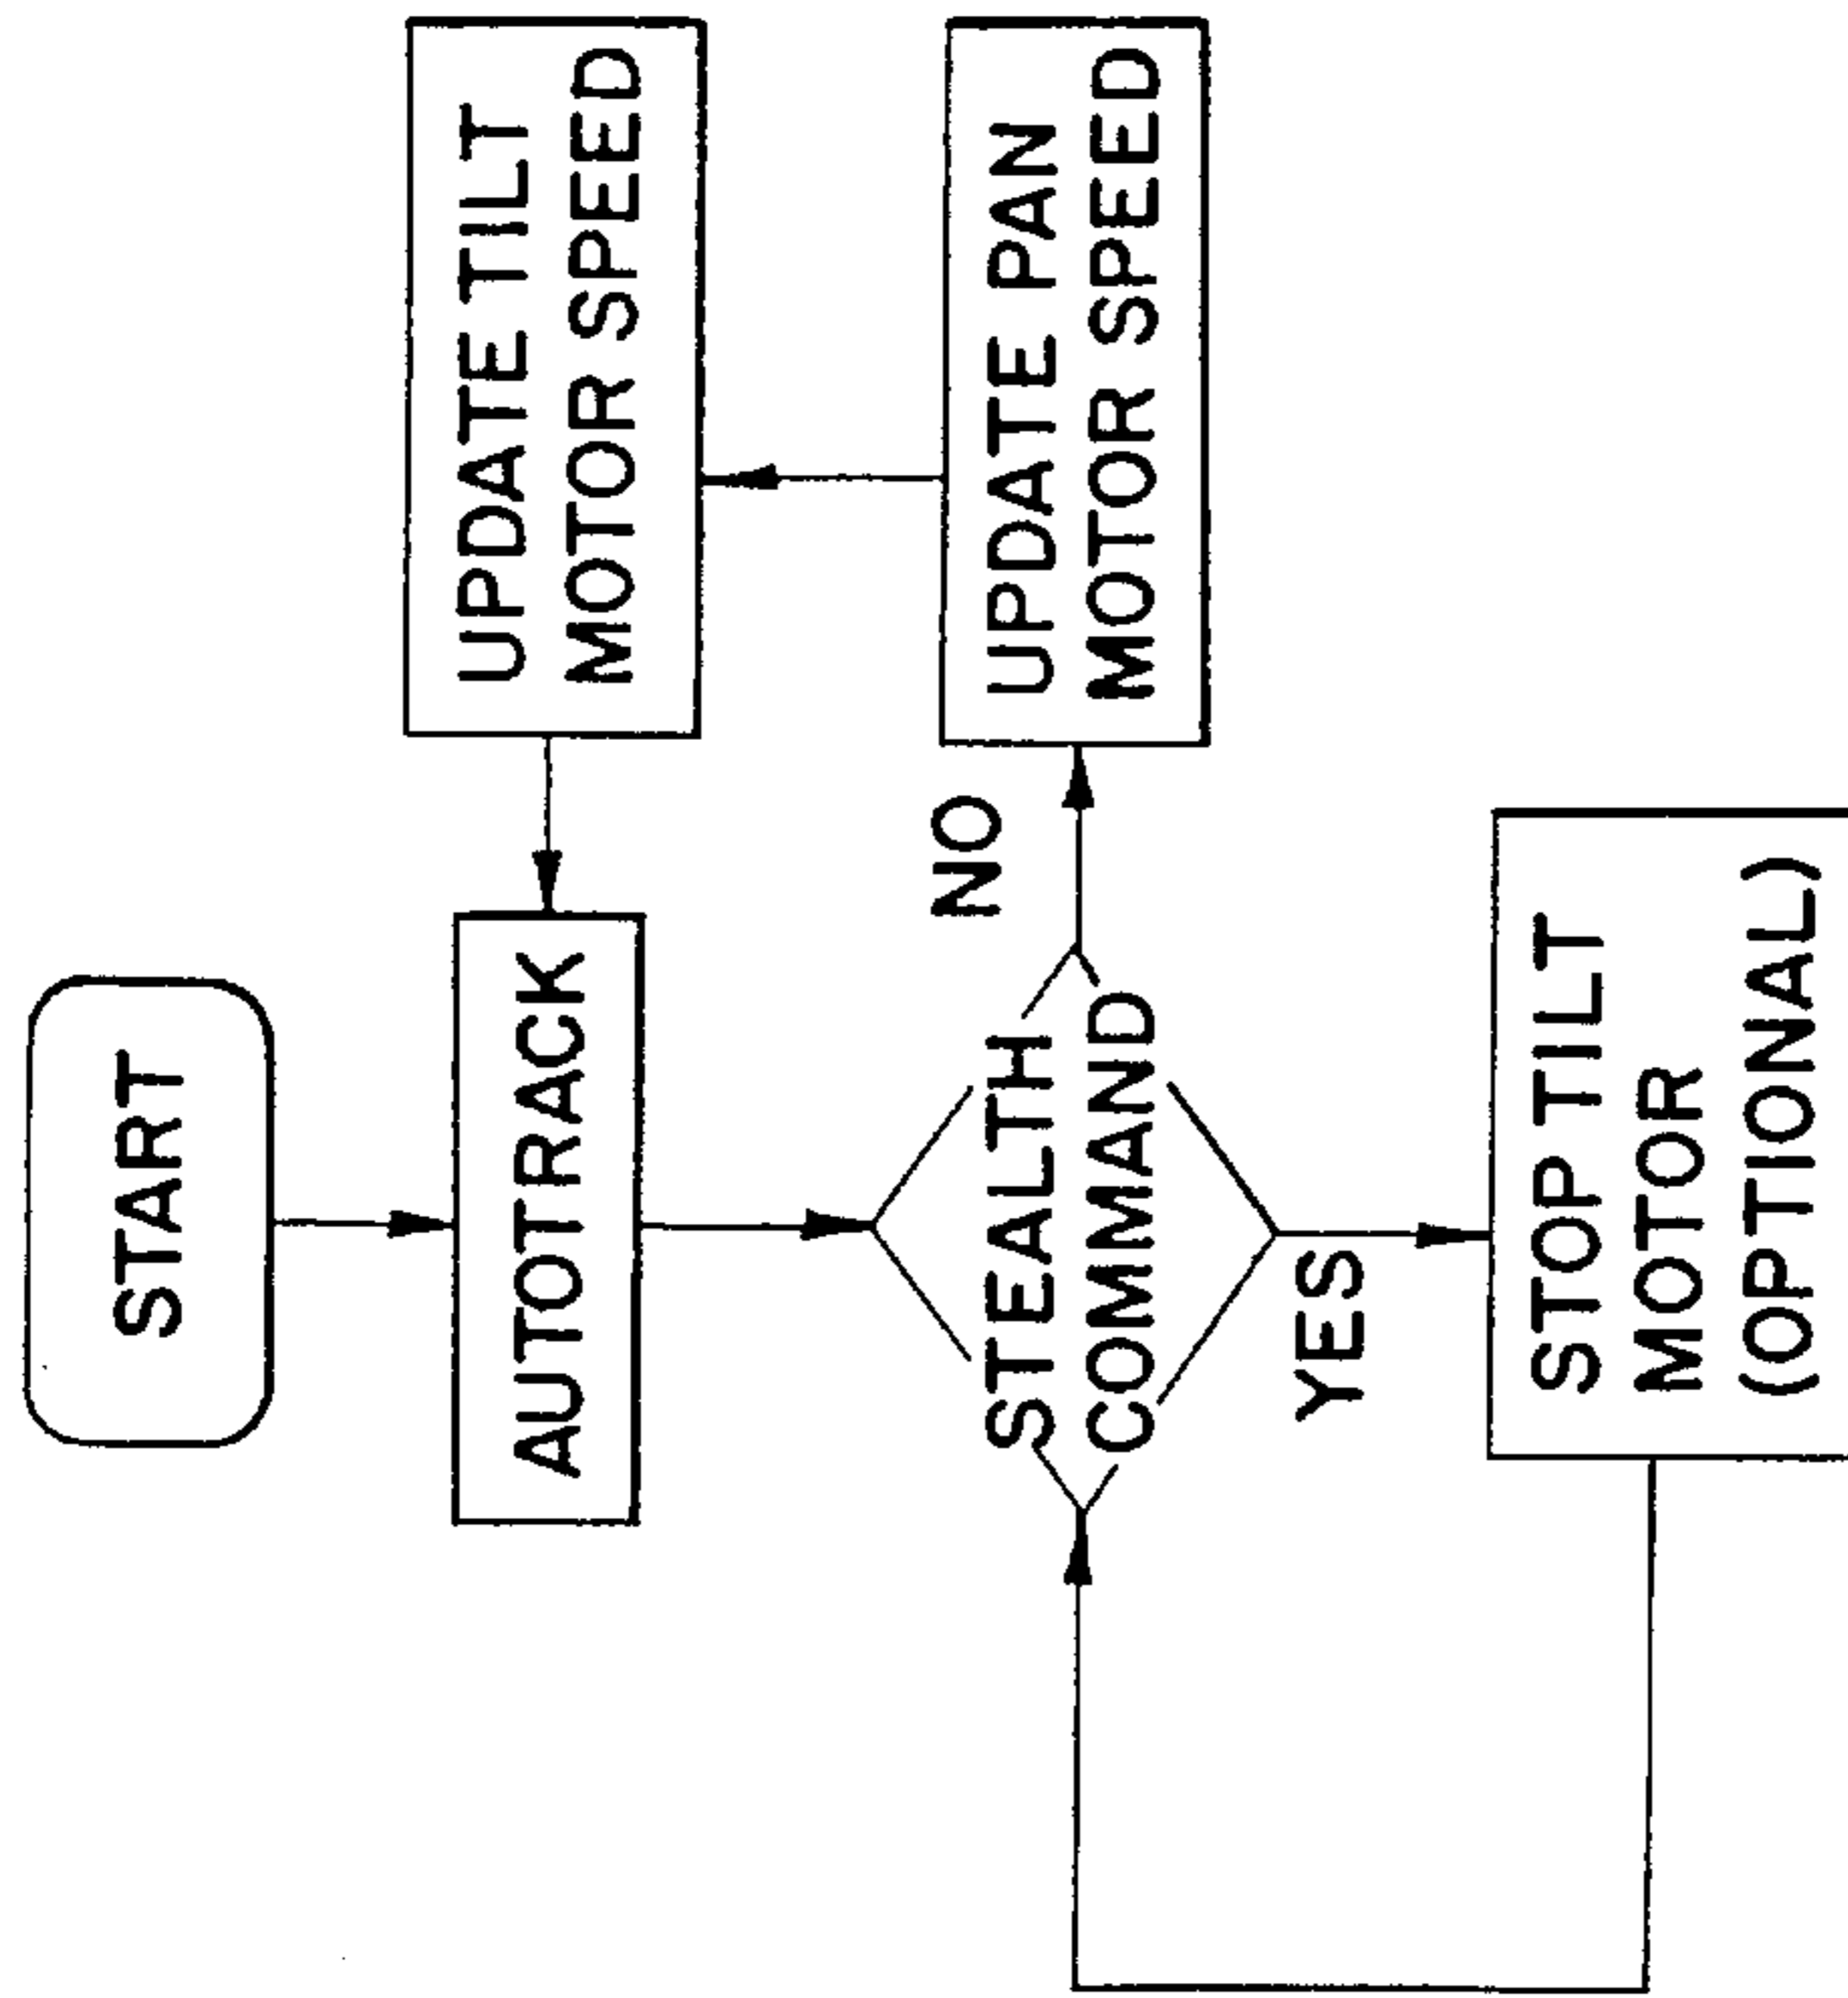 START
AUTOTRACK
UPDATE TILT
MOTOR SPEED
STEALTH
COMMAND
NO
UPDATE PAN
MOTOR SPEED
YES
STOP TILT
MOTOR
(OPTIONAL)